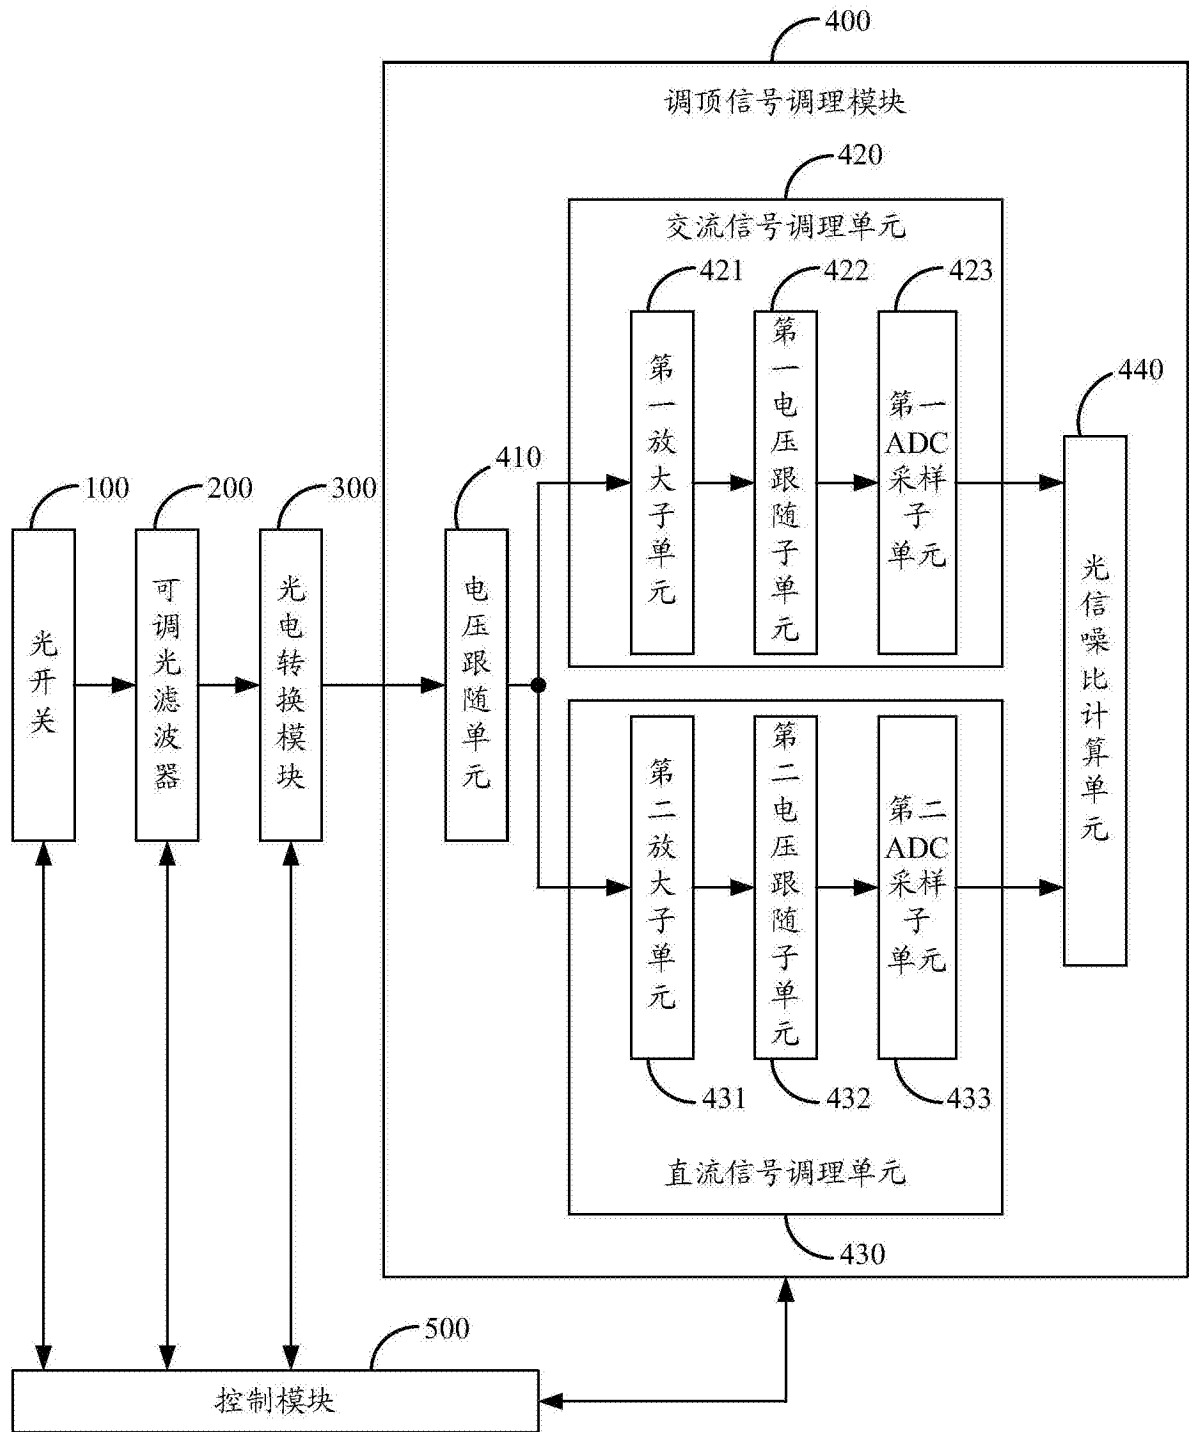 400
调顶信号调理模块
420
交流信号调理单元
421
422
423
第一放大子单元
第一电压跟随子单元
第一
ADC
采样
子
单元
440
410
100
200
300
光开关
可调光滤波器
光电转换模块
电压跟随单元
光信噪比计算单元
第二放大子单元
第二电压跟随子单元
第二
ADC
采样
子
单元
431
432
433
直流信号调理单元
430
500
控制模块